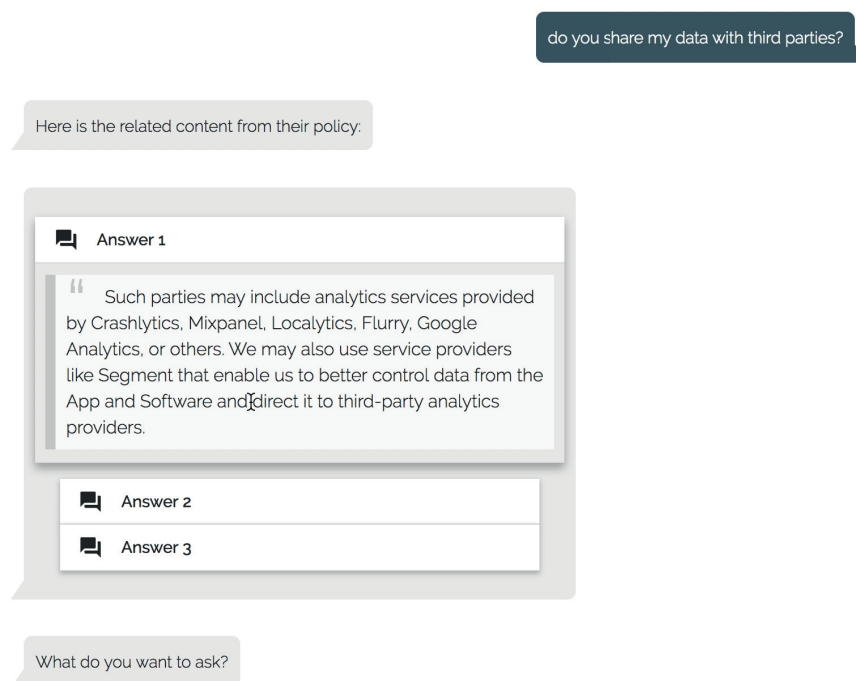 do you share my data with third parties?
Here is the related content from their policy:
Answer 1
“ Such parties may include analytics services provided
by Crashlytics, Mixpanel, Localytics, Flurry, Google
Analytics, or others. We may also use service providers
like Segment that enable us to better control data from the
App and Software and direct it to third-party analytics
providers.
Answer 2
Answer 3
What do you want to ask?